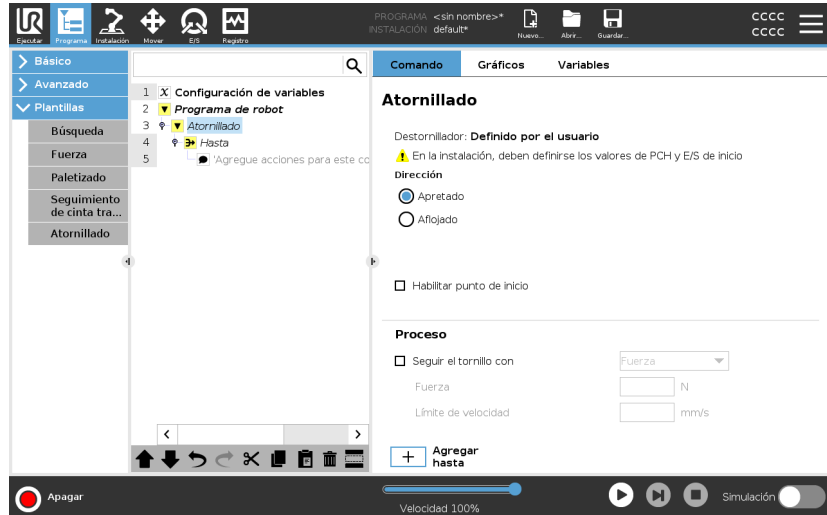 UR
PROGRAMA <sin nombre>*
INSTALACIÓN default*
CCCC
CCCC
Ejecutar Programa Instalación Mover E/S Registro Nuevo... Abrir... Guardar...
Básico
Avanzado
Plantillas
Búsqueda
Fuerza
Paletizado
Seguimiento
de cinta tra...
Atornillado
1 X Configuración de variables
2 Programa de robot
3 Atornillado
4 Hasta
5 'Agregue acciones para este co
Comando Gráficos Variables
Atornillado
Destornillador: Definido por el usuario
En la instalación, deben definirse los valores de PCH y E/S de inicio
Dirección
Apretado
Aflojado
Habilitar punto de inicio
Proceso
Seguir el tornillo con Fuerza
Fuerza N
Límite de velocidad mm/s
Agregar
hasta
Apagar
Velocidad 100%
Simulación